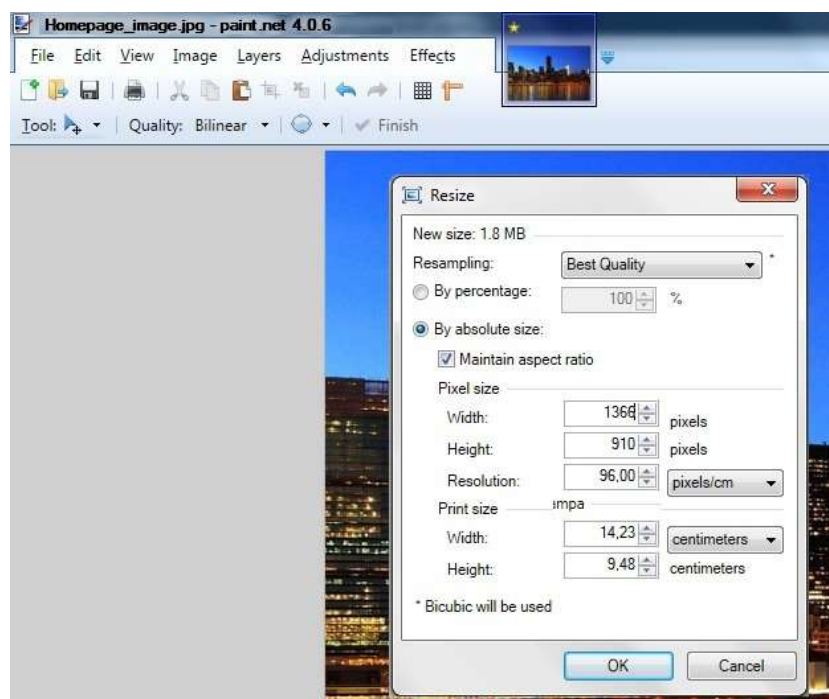 Homepage_image.jpg - paint.net 4.0.6
File Edit View Image Layers Adjustments Effects
Tool: Quality: Bilinear Finish
Resize
New size: 1.8 MB
Resampling: Best Quality *
By percentage: 100 %
By absolute size:
Maintain aspect ratio
Pixel size
Width: 1366 pixels
Height: 910 pixels
Resolution: 96,00 pixels/cm
Print size ampa
Width: 14,23 centimeters
Height: 9,48 centimeters
* Bicubic will be used
OK Cancel